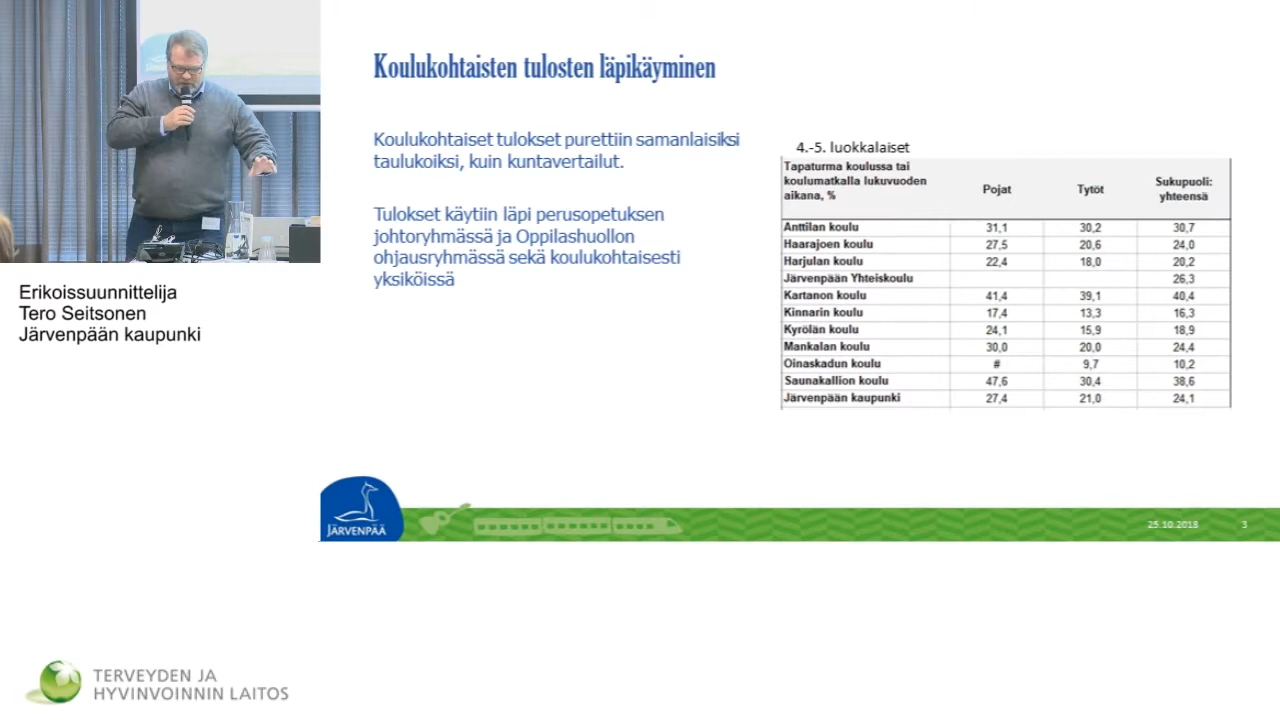 Koulukohtaisten tulosten läpikäyminen
Koulukohtaiset tulokset purettiin samanlaisiksi
taulukoiksi, kuin kuntavertailut.
Tulokset käytiin läpi perusopetuksen
johtoryhmässä ja Oppilashuollon
ohjausryhmässä sekä koulukohtaisesti
yksiköissä
4.-5. luokkalaiset
Tapaturma koulussa tai
koulumatkalla lukuvuoden
aikana, %
Pojat
Tytöt
Sukupuoli:
yhteensä
Anttilan koulu 31,1 30,2 30,7
Haarajoen koulu 27,5 20,6 24,0
Harjulan koulu 22,4 18,0 20,2
Järvenpään Yhteiskoulu 26,3
Kartanon koulu 41,4 39,1 40,4
Kinnarin koulu 17,4 13,3 16,3
Kyrölän koulu 24,1 15,9 18,9
Mankalan koulu 30,0 20,0 24,4
Oinaskadun koulu # 9,7 10,2
Saunakallion koulu 47,6 30,4 38,6
Järvenpään kaupunki 27,4 21,0 24,1
Erikoissuunnittelija
Tero Seitsonen
Järvenpään kaupunki
JÄRVENPÄÄ
25.10.2018 3
TERVEYDEN JA
HYVINVOINNIN LAITOS